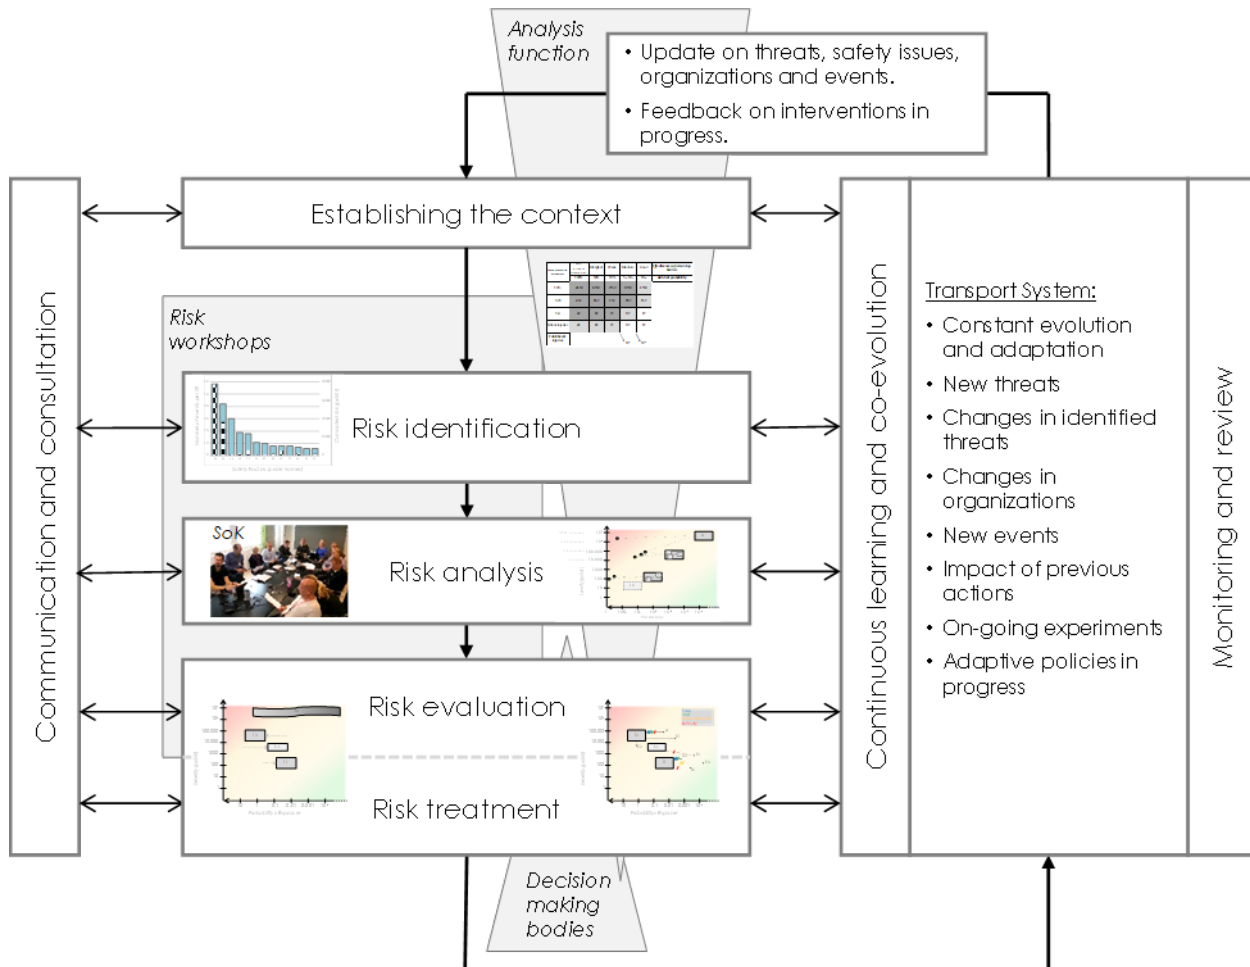 Analysis
function
• Update on threats, safety issues,
organizations and events.
• Feedback on interventions in
progress.
Communication and consultation
Establishing the context
Risk
workshops
Risk identification
SoK
Risk analysis
Risk evaluation
Risk treatment
Decision
making
bodies
Continuous learning and co-evolution
Transport System:
• Constant evolution
and adaptation
• New threats
• Changes in identified
threats
• Changes in
organizations
• New events
• Impact of previous
actions
• On-going experiments
• Adaptive policies in
progress
Monitoring and review